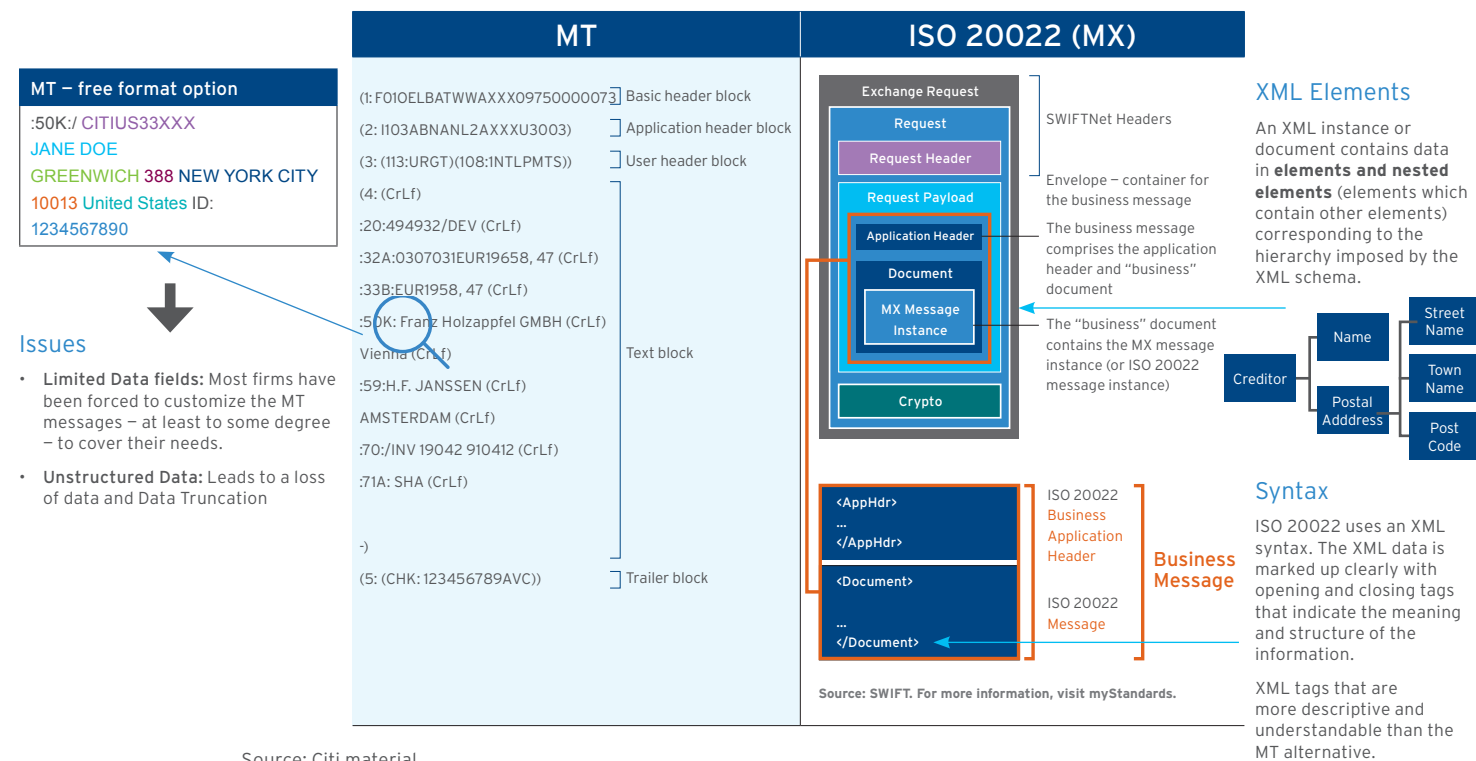 MT
ISO 20022 (MX)
MT – free format option
:50K:/ CITIUS33XXX
JANE DOE
GREENWICH 388 NEW YORK CITY
10013 United States ID:
1234567890
Issues
• Limited Data fields: Most firms have
been forced to customize the MT
messages – at least to some degree
– to cover their needs.
• Unstructured Data: Leads to a loss
of data and Data Truncation
(1: F010ELBATWWAXXX09750000073 Basic header block
(2: I103ABNANL2AXXXU3003) Application header block
(3: (113:URGT)(108:1NTLPMTS)) User header block
(4: (CrLf)
:20:494932/DEV (CrLf)
:32A:0307031EUR19658, 47 (CrLf)
:33B:EUR1958, 47 (CrLf)
:50K: Franz Holzappfel GMBH (CrLf)
Vienna (CrLf)
Text block
:59:H.F. JANSSEN (CrLf)
AMSTERDAM (CrLf)
:70:/INV 19042 910412 (CrLf)
:71A: SHA (CrLf)
-)
(5: (CHK: 123456789AVC)) Trailer block
Exchange Request
Request
Request Header
Request Payload
Application Header
Document
MX Message
Instance
Crypto
SWIFTNet Headers
Envelope – container for
the business message
The business message
comprises the application
header and “business”
document
The “business” document
contains the MX message
instance (or ISO 20022
message instance)
<AppHdr>
...
</AppHdr>
<Document>
...
</Document>
ISO 20022
Business
Application
Header
ISO 20022
Message
Business
Message
Source: SWIFT. For more information, visit myStandards.
XML Elements
An XML instance or
document contains data
in elements and nested
elements (elements which
contain other elements)
corresponding to the
hierarchy imposed by the
XML schema.
Creditor
Name
Postal
Adddress
Street
Name
Town
Name
Post
Code
Syntax
ISO 20022 uses an XML
syntax. The XML data is
marked up clearly with
opening and closing tags
that indicate the meaning
and structure of the
information.
XML tags that are
more descriptive and
understandable than the
MT alternative.
Source: Citi material